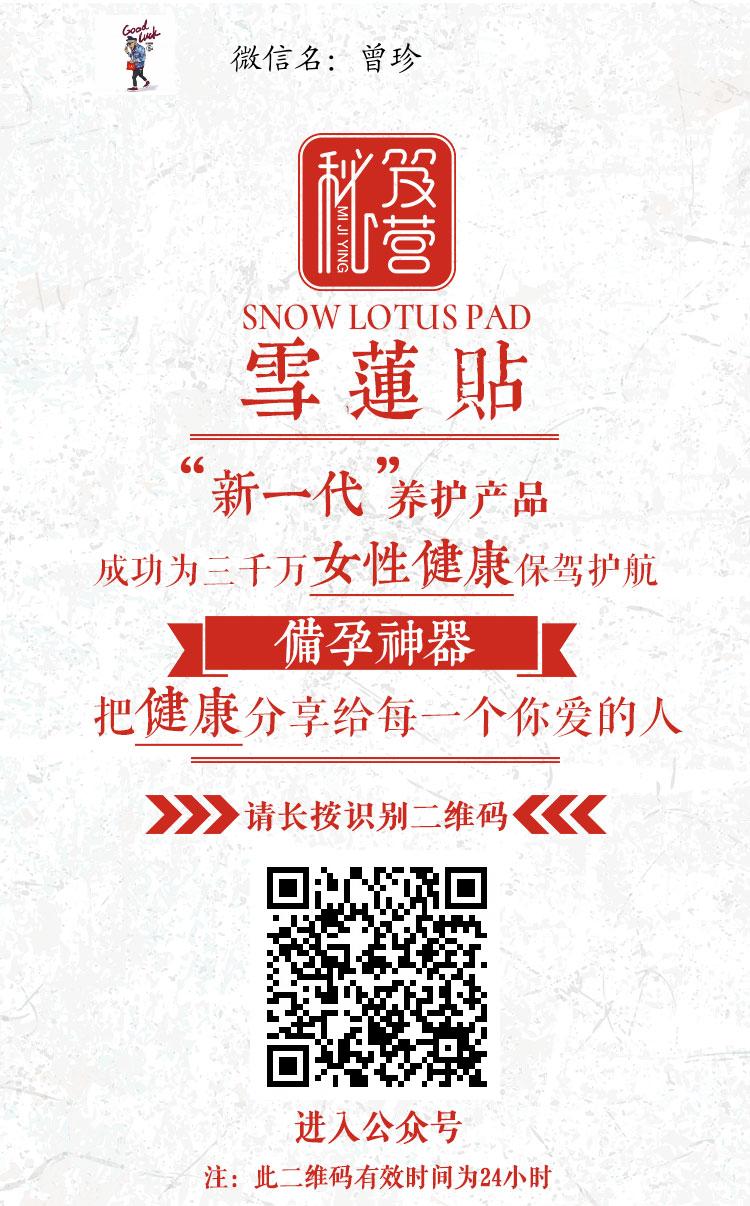 Good Luck
微信名：曾珍
秘笈营
MI JI YING
SNOW LOTUS PAD
雪蓮貼
“新一代”养护产品
成功为三千万女性健康保驾护航
備孕神器
把健康分享给每一个你爱的人
请长按识别二维码
进入公众号
注：此二维码有效时间为24小时